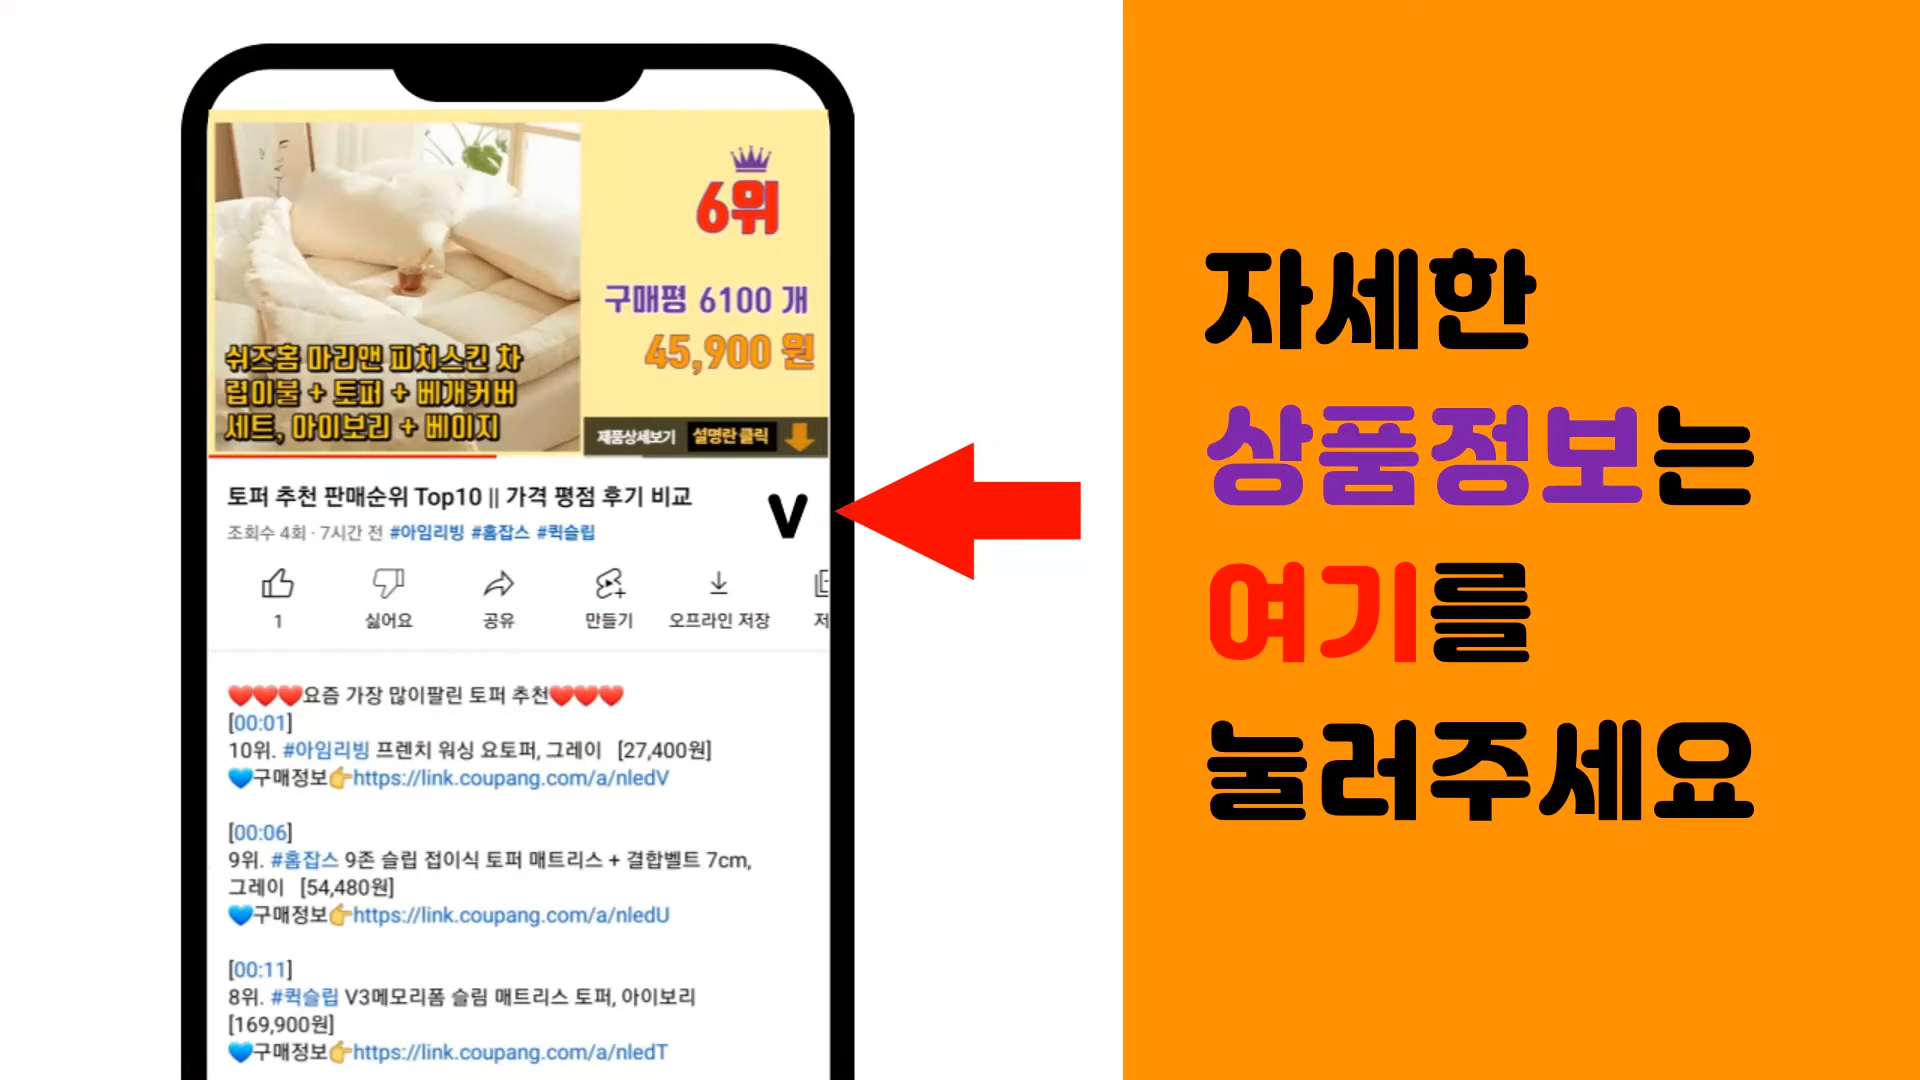 6위
구매평 6100 개
45,900 원
쉬즈홈 마리앤 피치스킨 차
렵이불 + 토퍼 + 베개커버
세트, 아이보리 + 베이지
제품상세보기 설명란 클릭
토퍼 추천 판매순위 Top10 || 가격 평점 후기 비교
V
조회수 4회 · 7시간 전 #아임리빙 #홈잡스 #퀵슬립
1 싫어요 공유 만들기 오프라인 저장 저
❤️❤️❤️요즘 가장 많이팔린 토퍼 추천❤️❤️❤️
[00:01]
10위. #아임리빙 프렌치 워싱 요토퍼, 그레이 [27,400원]
💙구매정보👉https://link.coupang.com/a/nledV
[00:06]
9위. #홈잡스 9존 슬립 접이식 토퍼 매트리스 + 결합벨트 7cm,
그레이 [54,480원]
💙구매정보👉https://link.coupang.com/a/nledU
[00:11]
8위. #퀵슬립 V3메모리폼 슬림 매트리스 토퍼, 아이보리
[169,900원]
💙구매정보👉https://link.coupang.com/a/nledT
자세한
상품정보는
여기를
눌러주세요